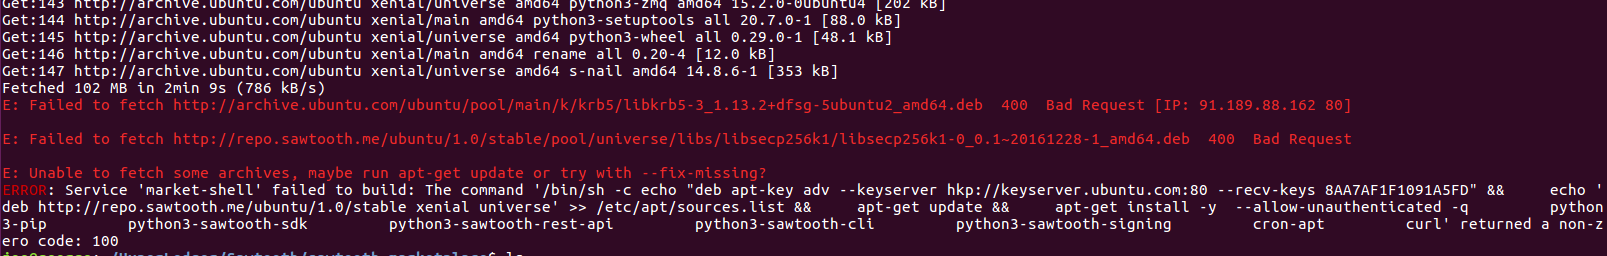 Get:143 http://archive.ubuntu.com/ubuntu xenial/universe amd64 python3-zmq amd64 15.2.0-0ubuntu4 [202 kB]
Get:144 http://archive.ubuntu.com/ubuntu xenial/main amd64 python3-setuptools all 20.7.0-1 [88.0 kB]
Get:145 http://archive.ubuntu.com/ubuntu xenial/universe amd64 python3-wheel all 0.29.0-1 [48.1 kB]
Get:146 http://archive.ubuntu.com/ubuntu xenial/main amd64 rename all 0.20-4 [12.0 kB]
Get:147 http://archive.ubuntu.com/ubuntu xenial/universe amd64 s-nail amd64 14.8.6-1 [353 kB]
Fetched 102 MB in 2min 9s (786 kB/s)
E: Failed to fetch http://archive.ubuntu.com/ubuntu/pool/main/k/krb5/libkrb5-3_1.13.2+dfsg-5ubuntu2_amd64.deb  400  Bad Request [IP: 91.189.88.162 80]
E: Failed to fetch http://repo.sawtooth.me/ubuntu/1.0/stable/pool/universe/libs/libsecp256k1/libsecp256k1-0_0.1~20161228-1_amd64.deb  400  Bad Request
E: Unable to fetch some archives, maybe run apt-get update or try with --fix-missing?
ERROR: Service 'market-shell' failed to build: The command '/bin/sh -c echo "deb apt-key adv --keyserver hkp://keyserver.ubuntu.com:80 --recv-keys 8AA7AF1F1091A5FD" &&     echo '
deb http://repo.sawtooth.me/ubuntu/1.0/stable xenial universe' >> /etc/apt/sources.list &&     apt-get update &&     apt-get install -y  --allow-unauthenticated -q         python
3-pip         python3-sawtooth-sdk         python3-sawtooth-rest-api         python3-sawtooth-cli         python3-sawtooth-signing         cron-apt         curl' returned a non-z
ero code: 100